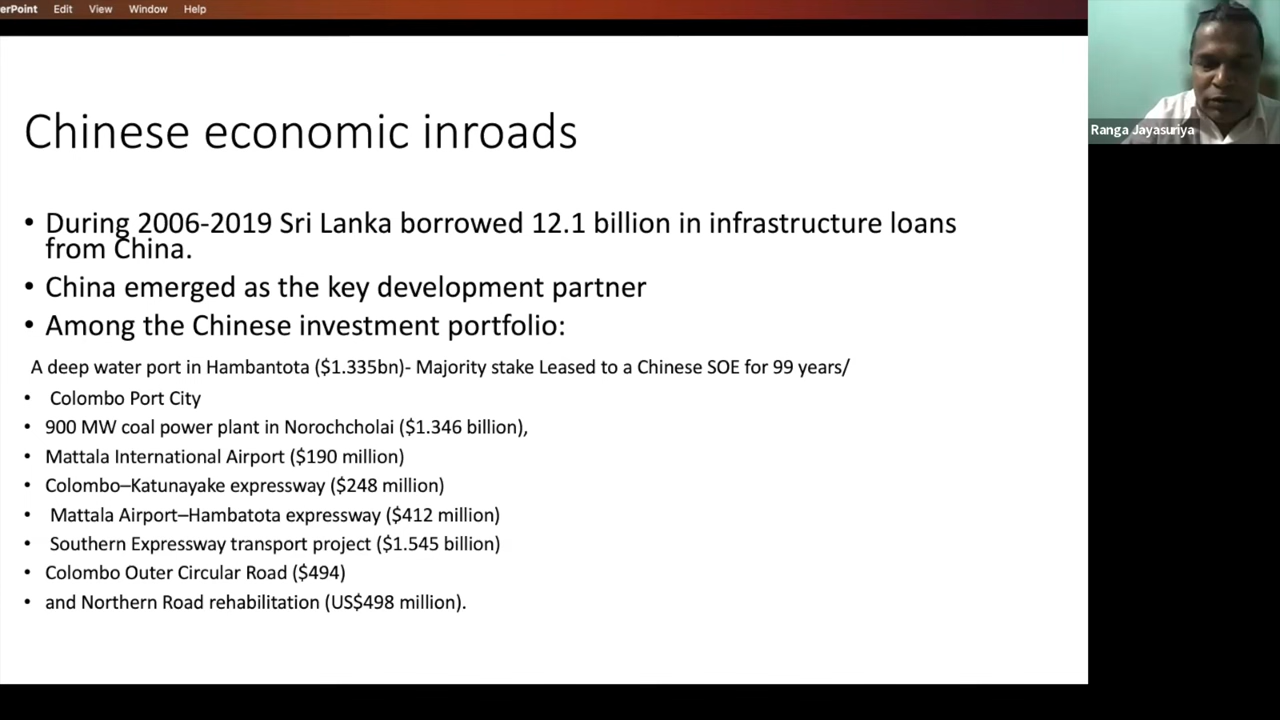 erPoint Edit View Window Help
Chinese economic inroads
• During 2006-2019 Sri Lanka borrowed 12.1 billion in infrastructure loans
from China.
• China emerged as the key development partner
• Among the Chinese investment portfolio:
A deep water port in Hambantota ($1.335bn)- Majority stake Leased to a Chinese SOE for 99 years/
• Colombo Port City
• 900 MW coal power plant in Norochcholai ($1.346 billion),
• Mattala International Airport ($190 million)
• Colombo–Katunayake expressway ($248 million)
• Mattala Airport–Hambatota expressway ($412 million)
• Southern Expressway transport project ($1.545 billion)
• Colombo Outer Circular Road ($494)
• and Northern Road rehabilitation (US$498 million).
Ranga Jayasuriya